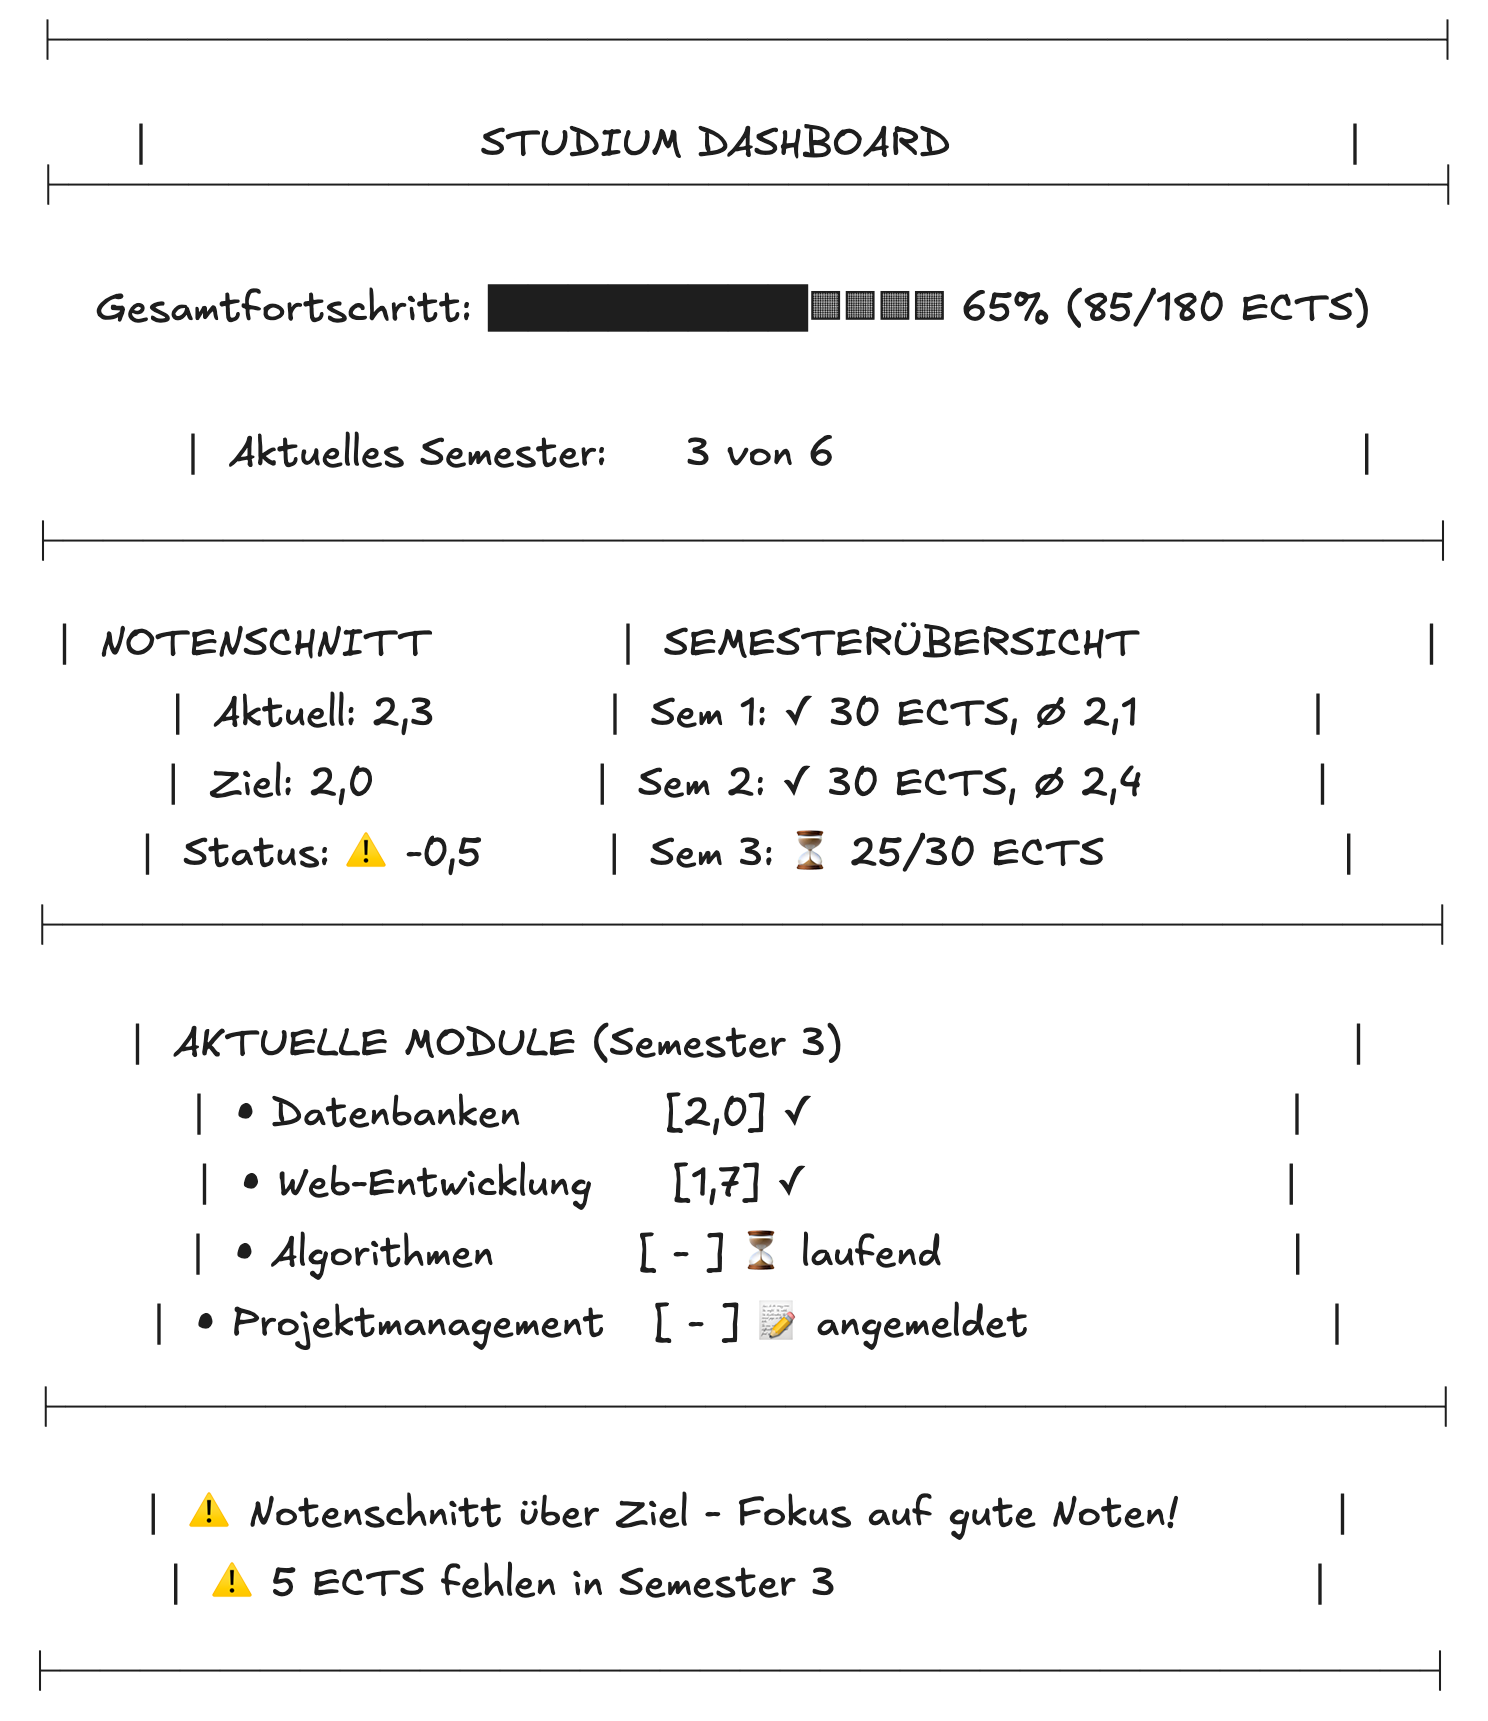 | STUDIUM DASHBOARD |
Gesamtfortschritt: ████████▦▦▦▦ 65% (85/180 ECTS)
| Aktuelles Semester: 3 von 6 |
| NOTENSCHNITT | SEMESTERÜBERSICHT |
| Aktuell: 2,3 | Sem 1: ✓ 30 ECTS, ∅ 2,1 |
| Ziel: 2,0 | Sem 2: ✓ 30 ECTS, ∅ 2,4 |
| Status: ⚠️ -0,5 | Sem 3: ⏳ 25/30 ECTS |
| AKTUELLE MODULE (Semester 3) |
| • Datenbanken [2,0] ✓ |
| • Web-Entwicklung [1,7] ✓ |
| • Algorithmen [ - ] ⏳ laufend |
| • Projektmanagement [ - ] 📝 angemeldet |
| ⚠️ Notenschnitt über Ziel - Fokus auf gute Noten! |
| ⚠️ 5 ECTS fehlen in Semester 3 |